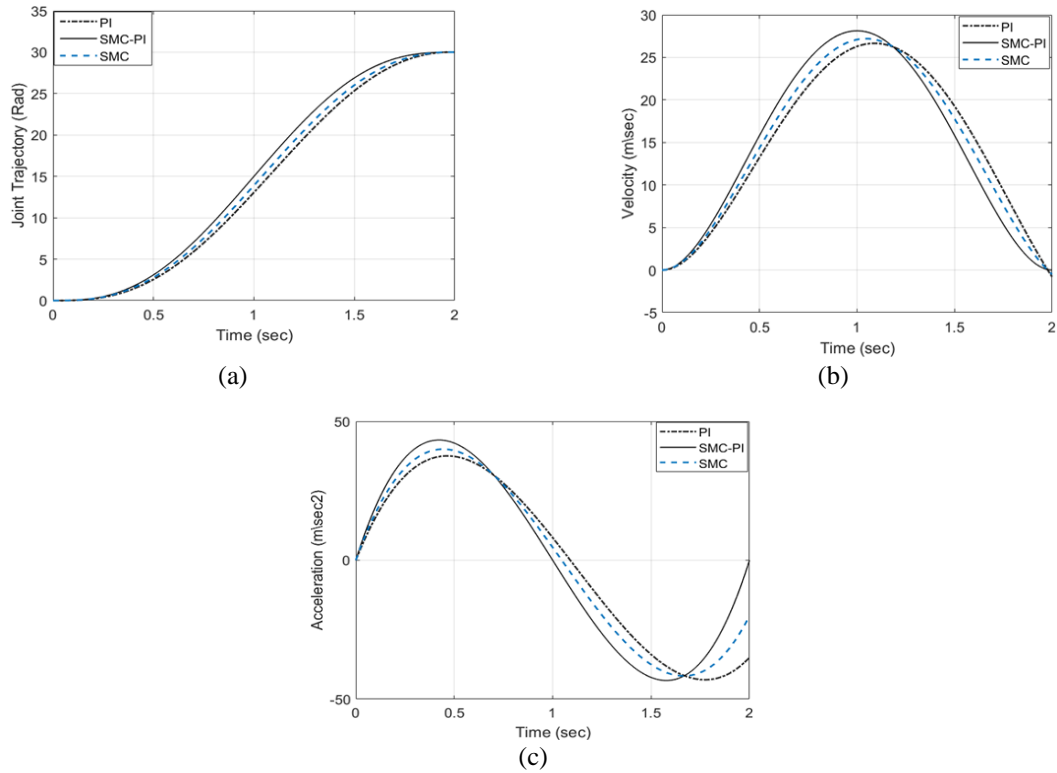 PI
SMC-PI
SMC
35
30
25
20
15
10
5
0
Joint Trajectory (Rad)
0 0.5 1 1.5 2
Time (sec)
(a)
PI
SMC-PI
SMC
30
25
20
15
10
5
0
-5
Velocity (m\sec)
0 0.5 1 1.5 2
Time (sec)
(b)
PI
SMC-PI
SMC
50
0
-50
Acceleration (m\sec2)
0 0.5 1 1.5 2
Time (sec)
(c)